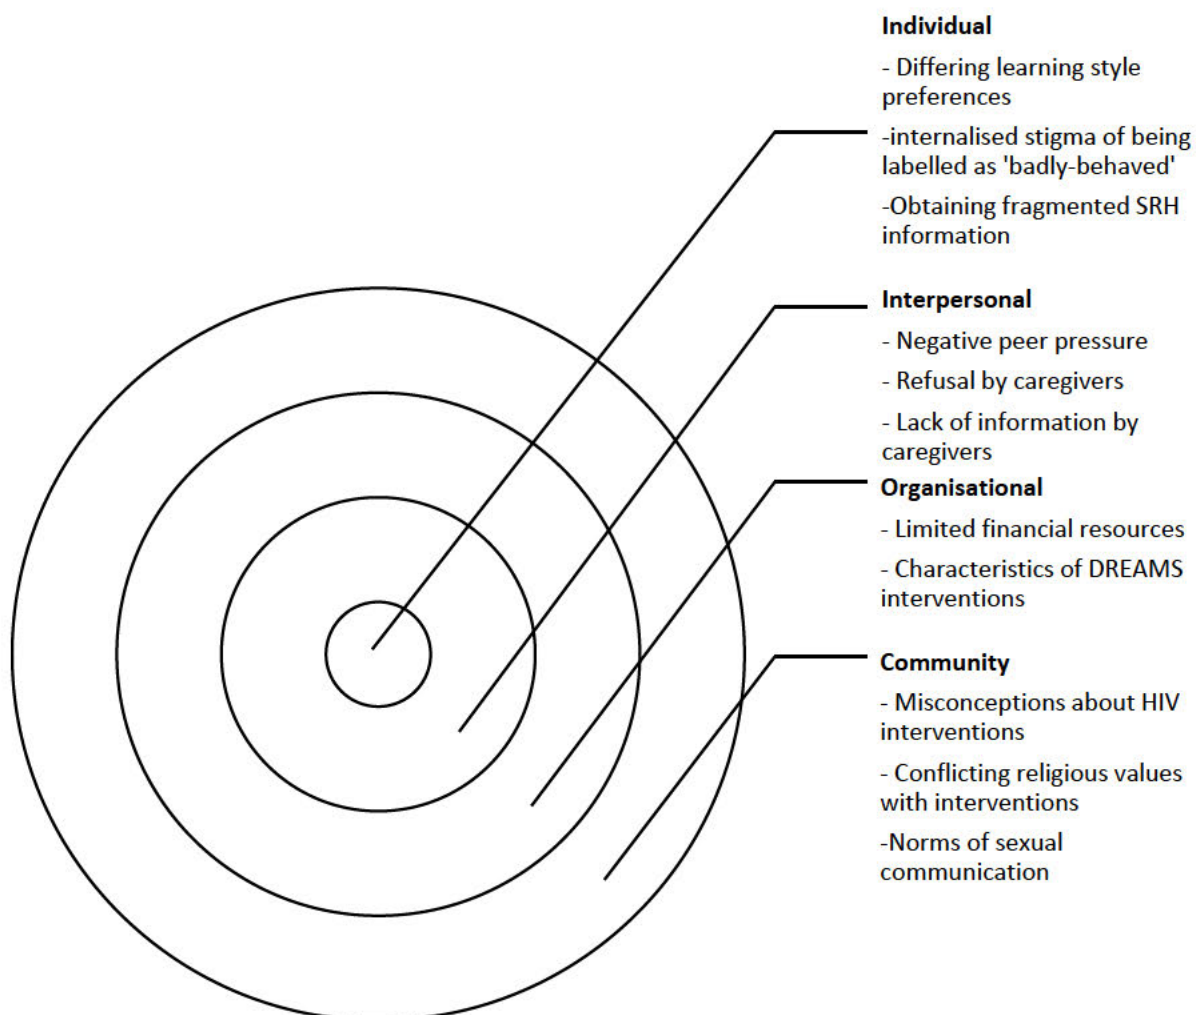 Individual
- Differing learning style
preferences
-internalised stigma of being
labelled as 'badly-behaved'
-Obtaining fragmented SRH
information
Interpersonal
- Negative peer pressure
- Refusal by caregivers
- Lack of information by
caregivers
Organisational
- Limited financial resources
- Characteristics of DREAMS
interventions
Community
- Misconceptions about HIV
interventions
- Conflicting religious values
with interventions
-Norms of sexual
communication